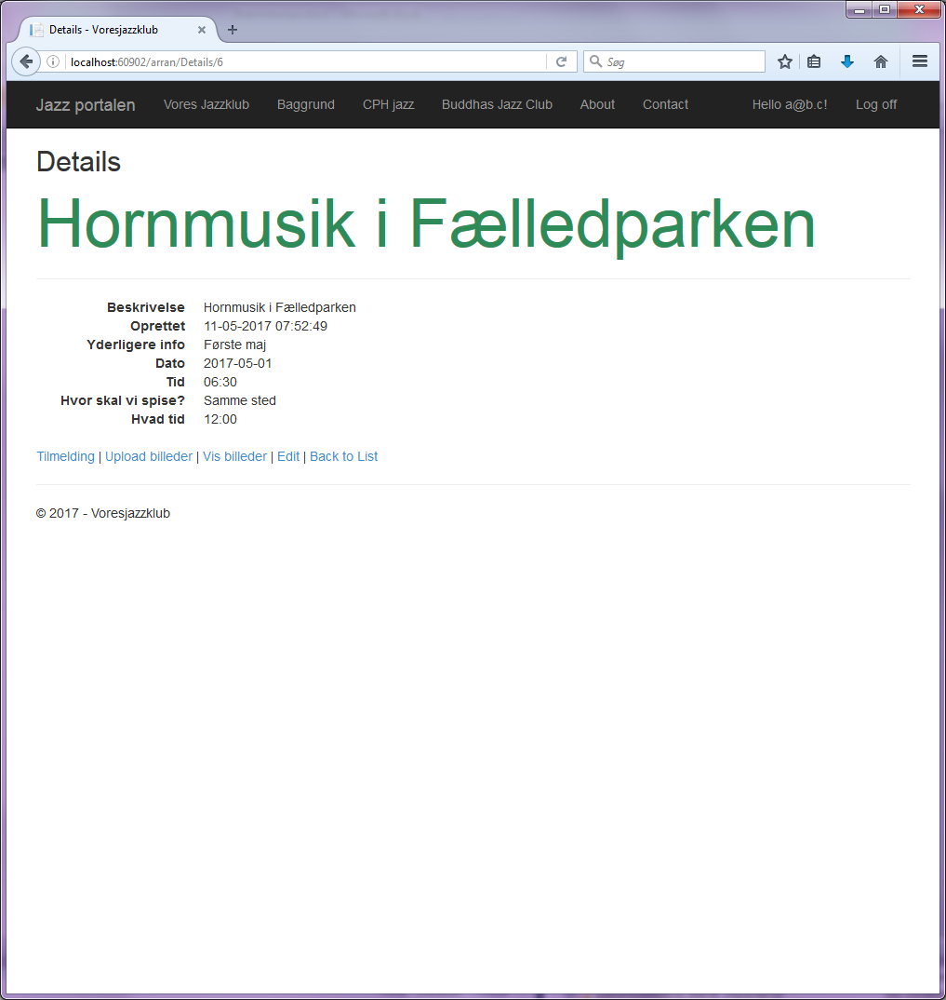 Details - Voresjazzklub
localhost:60902/arran/Details/6
Søg
Jazz portalen Vores Jazzklub Baggrund CPH jazz Buddhas Jazz Club About Contact Hello a@b.c! Log off
Details
Hornmusik i Fælledparken
Beskrivelse Hornmusik i Fælledparken
Oprettet 11-05-2017 07:52:49
Yderligere info Første maj
Dato 2017-05-01
Tid 06:30
Hvor skal vi spise? Samme sted
Hvad tid 12:00
Tilmelding | Upload billeder | Vis billeder | Edit | Back to List
© 2017 - Voresjazzklub